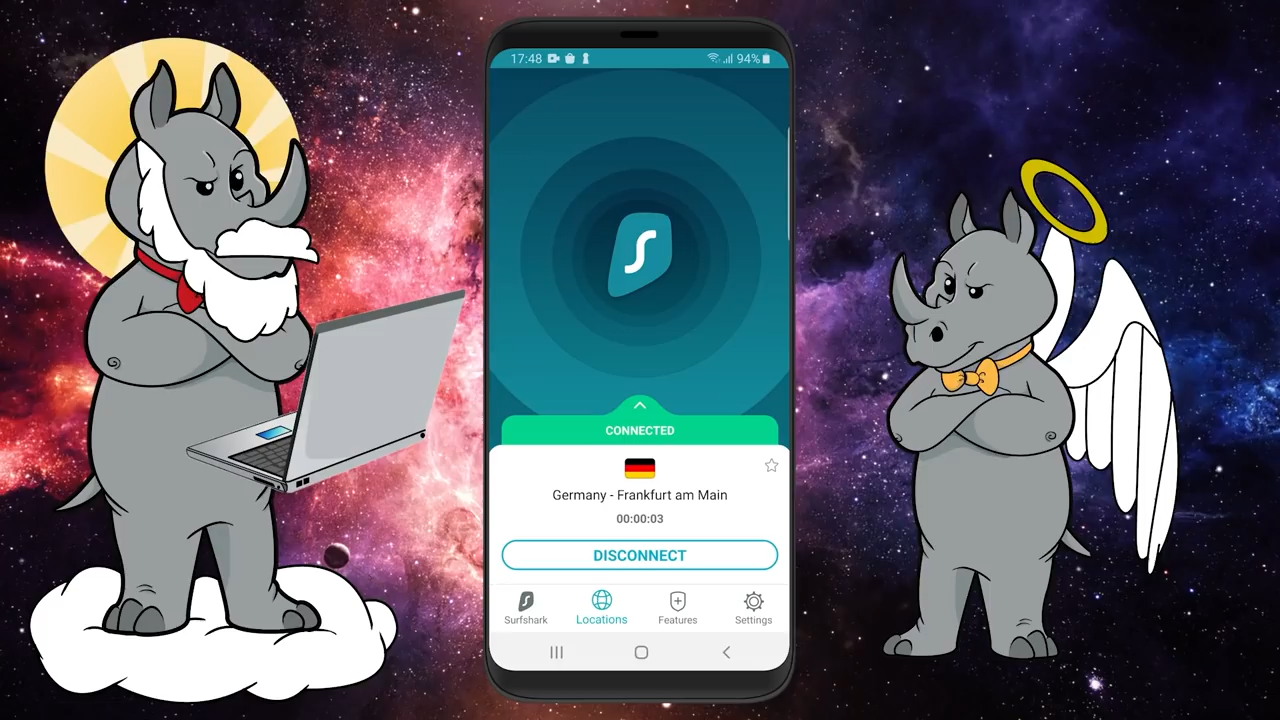 17:48
94%
CONNECTED
Germany - Frankfurt am Main
00:00:03
DISCONNECT
Surfshark
Locations
Features
Settings